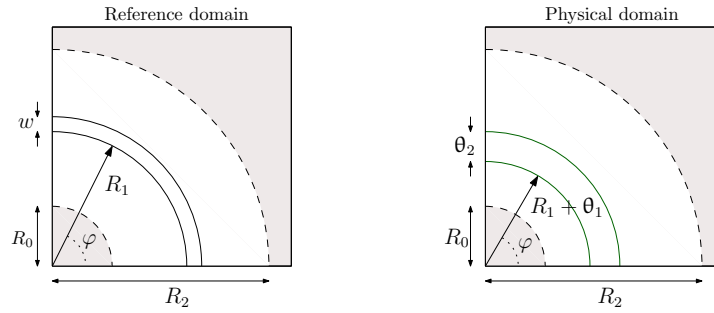 Reference domain
w
R₁
R₀
φ
R₂
Physical domain
θ₂
R₁ + θ₁
R₀
φ
R₂